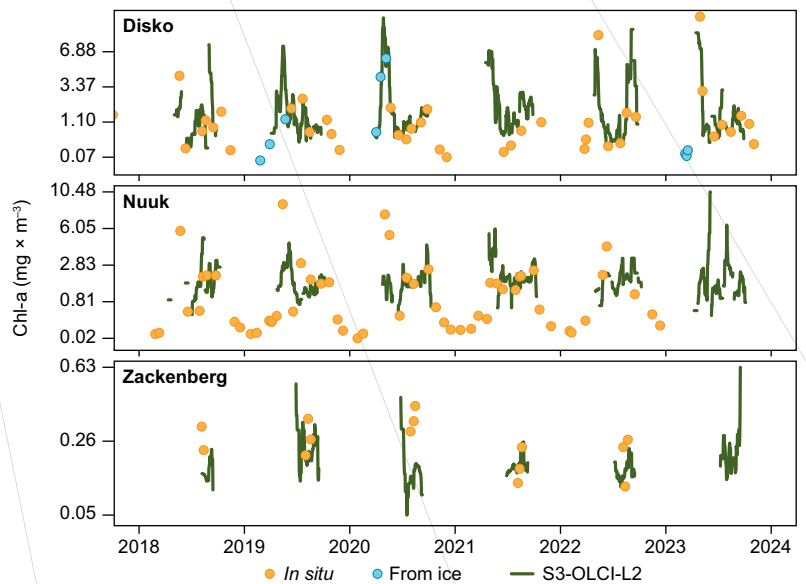 Disko
6.88
3.37
1.10
0.07
Nuuk
10.48
6.05
2.83
0.81
0.02
Zackenberg
0.63
0.26
0.05
Chl-a (mg × m⁻³)
2018 2019 2020 2021 2022 2023 2024
In situ From ice S3-OLCI-L2